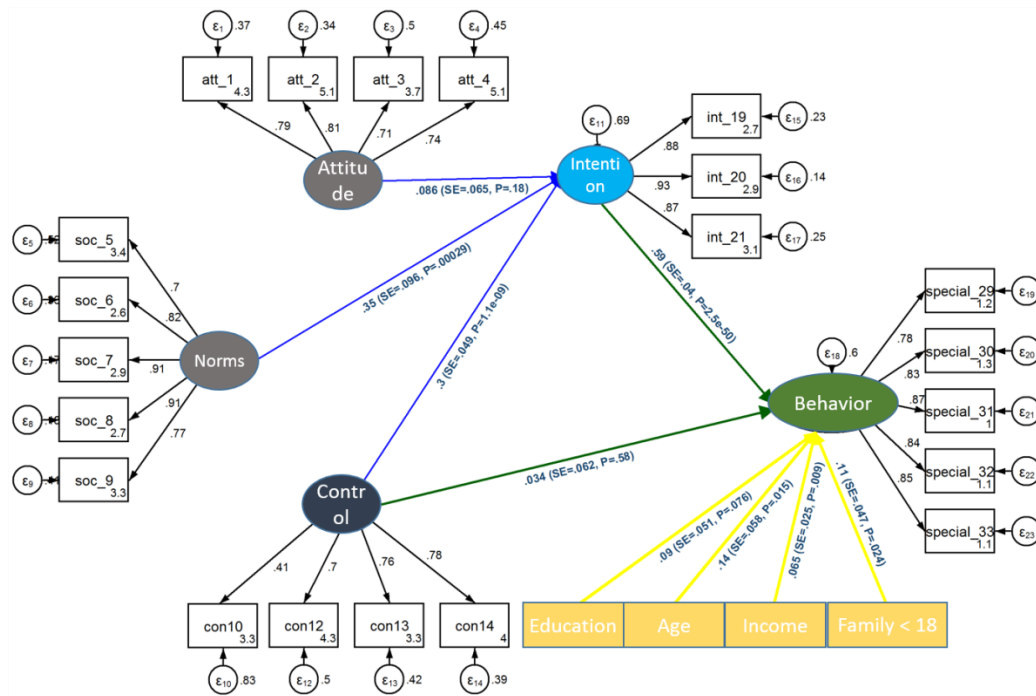 ε1 .37
ε2 .34
ε3 .5
ε4 .45
att_1 4.3
att_2 5.1
att_3 3.7
att_4 5.1
.79
.81
.71
.74
Attitu
de
ε11 .69
Intenti
on
.88
.93
.87
int_19 2.7
ε15 .23
int_20 2.9
ε16 .14
int_21 3.1
ε17 .25
.086 (SE=.065, P=.18)
.35 (SE=.096, P=.00029)
.3 (SE=.049, P=1.1e-09)
.59 (SE=.04, P=2.5e-50)
.034 (SE=.062, P=.58)
ε5
soc_5 3.4
ε6
soc_6 2.6
ε7
soc_7 2.9
ε8
soc_8 2.7
ε9
soc_9 3.3
.7
.82
.91
.91
.77
Norms
ε18 .6
Behavior
.78
.83
.87
.84
.85
special_29 1.2
ε19
special_30 1.3
ε20
special_31 1
ε21
special_32 1.1
ε22
special_33 1.1
ε23
Contr
ol
.41
.7
.76
.78
con10 3.3
con12 4.3
con13 3.3
con14 4
ε10 .83
ε12 .5
ε13 .42
ε14 .39
.09 (SE=.051, P=.076)
.14 (SE=.058, P=.015)
.065 (SE=.025, P=.009)
.11 (SE=.047, P=.024)
Education
Age
Income
Family < 18